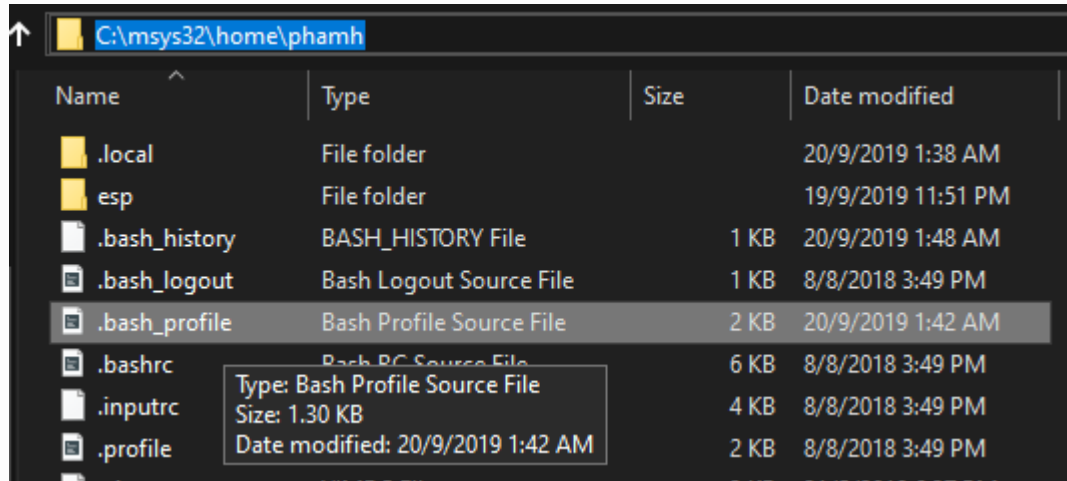 C:\msys32\home\phamh
Name Type Size Date modified
.local File folder 20/9/2019 1:38 AM
esp File folder 19/9/2019 11:51 PM
.bash_history BASH_HISTORY File 1 KB 20/9/2019 1:48 AM
.bash_logout Bash Logout Source File 1 KB 8/8/2018 3:49 PM
.bash_profile Bash Profile Source File 2 KB 20/9/2019 1:42 AM
.bashrc Bash RC Source File 6 KB 8/8/2018 3:49 PM
Type: Bash Profile Source File
.inputrc 4 KB 8/8/2018 3:49 PM
Size: 1.30 KB
.profile 2 KB 8/8/2018 3:49 PM
Date modified: 20/9/2019 1:42 AM